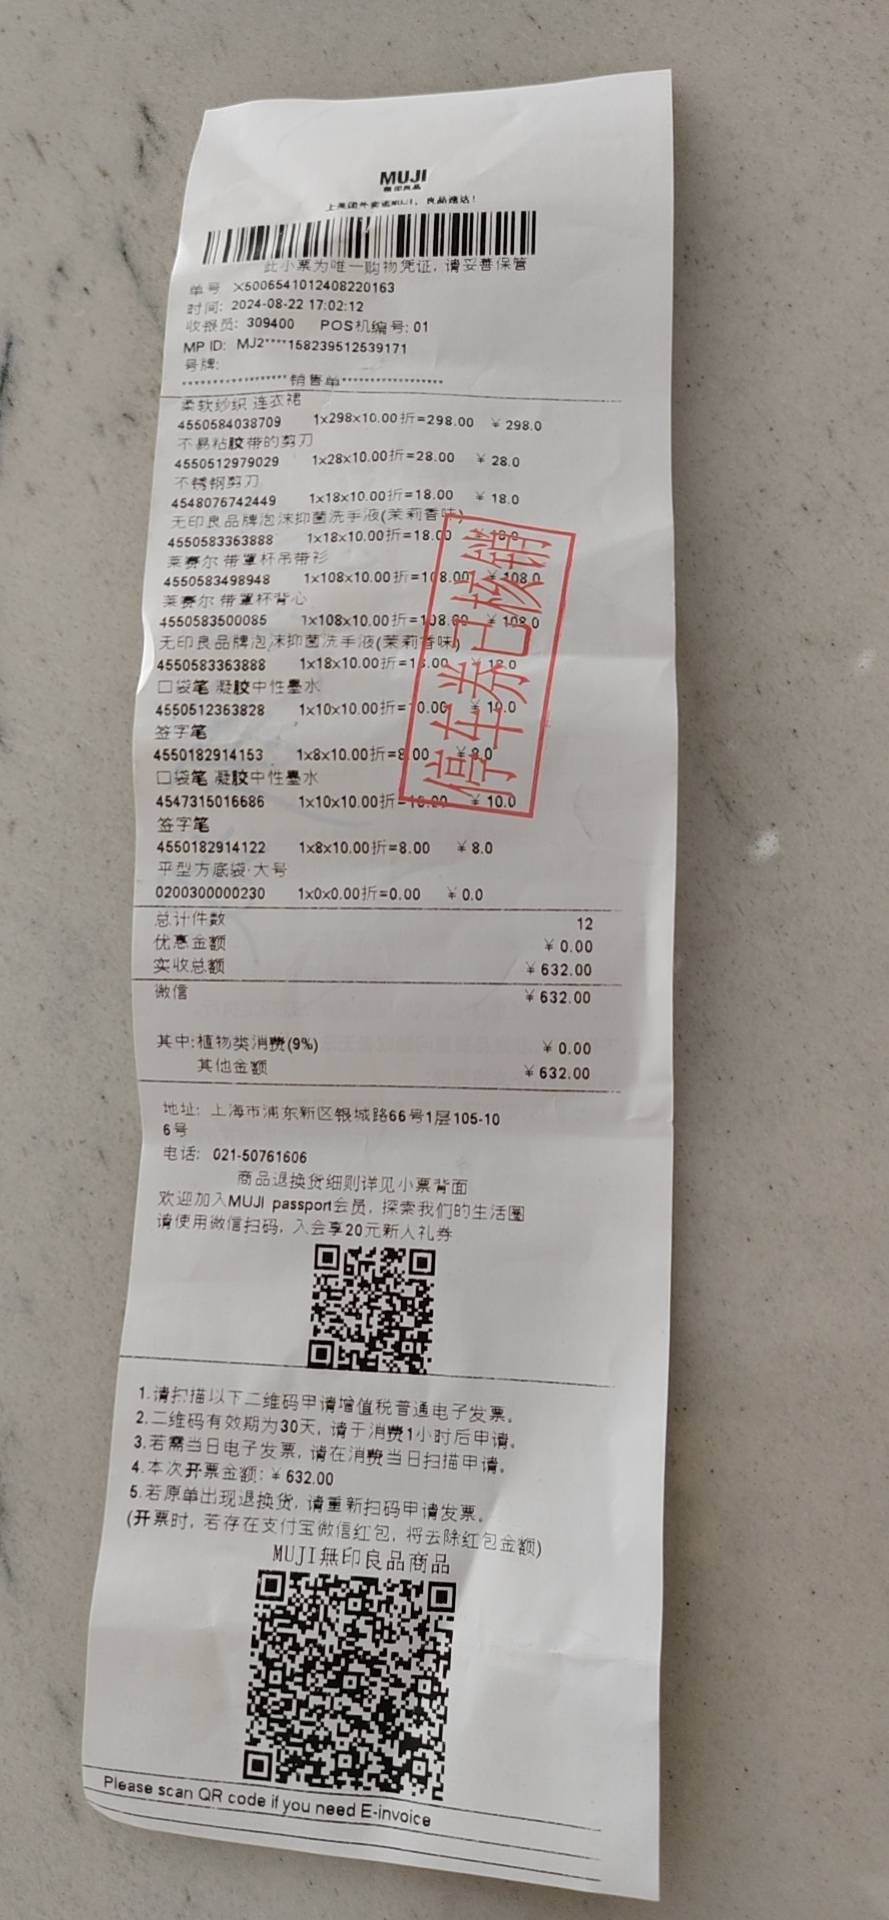 MUJI
無印良品
上美团外卖逛MUJI，良品速达！
此小票为唯一购物凭证，请妥善保管
单号 X5006541012408220163
时间: 2024-08-22 17:02:12
收银员: 309400 POS机编号: 01
MP ID: MJ2****158239512539171
号牌:
******************销售单******************
柔软纱织 连衣裙
4550584038709 1x298x10.00折=298.00 ￥298.0
不易粘胶带的剪刀
4550512979029 1x28x10.00折=28.00 ￥28.0
不锈钢剪刀
4548076742449 1x18x10.00折=18.00 ￥18.0
无印良品牌泡沫抑菌洗手液(茉莉香味)
4550583363888 1x18x10.00折=18.00 ￥18.0
莱赛尔 带罩杯吊带衫
4550583498948 1x108x10.00折=108.00 ￥108.0
莱赛尔 带罩杯背心
4550583500085 1x108x10.00折=108.00 ￥108.0
无印良品牌泡沫抑菌洗手液(茉莉香味)
4550583363888 1x18x10.00折=18.00 ￥18.0
口袋笔 凝胶中性墨水
4550512363828 1x10x10.00折=10.00 ￥10.0
签字笔
4550182914153 1x8x10.00折=8.00 ￥8.0
口袋笔 凝胶中性墨水
4547315016686 1x10x10.00折=10.00 ￥10.0
签字笔
4550182914122 1x8x10.00折=8.00 ￥8.0
平型方底袋·大号
0200300000230 1x0x0.00折=0.00 ￥0.0
停车券已核销
总计件数 12
优惠金额 ￥0.00
实收总额 ￥632.00
微信 ￥632.00
其中:植物类消费(9%) ￥0.00
其他金额 ￥632.00
地址: 上海市浦东新区银城路66号1层105-10
6号
电话: 021-50761606
商品退换货细则详见小票背面
欢迎加入MUJI passport会员, 探索我们的生活圈
请使用微信扫码, 入会享20元新人礼券
1.请扫描以下二维码申请增值税普通电子发票。
2.二维码有效期为30天, 请于消费1小时后申请。
3.若需当日电子发票, 请在消费当日扫描申请。
4.本次开票金额: ￥632.00
5.若原单出现退换货, 请重新扫码申请发票。
(开票时, 若存在支付宝微信红包, 将去除红包金额)
MUJI無印良品商品
Please scan QR code if you need E-invoice